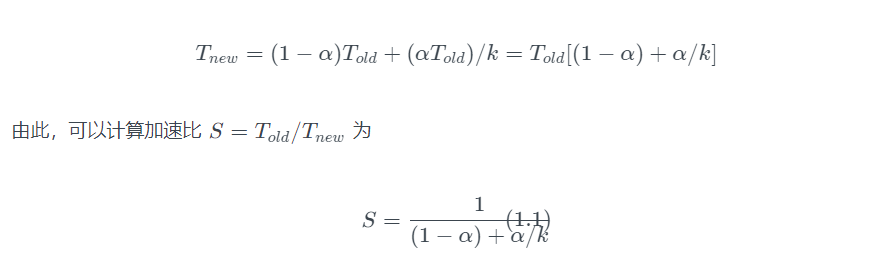 T_{new} = (1 − α)T_{old} + (αT_{old})/k = T_{old}[(1 − α) + α/k]
由此，可以计算加速比 S = T_{old}/T_{new} 为
S = \frac{1}{(1 − α) + α/k} (1.1)